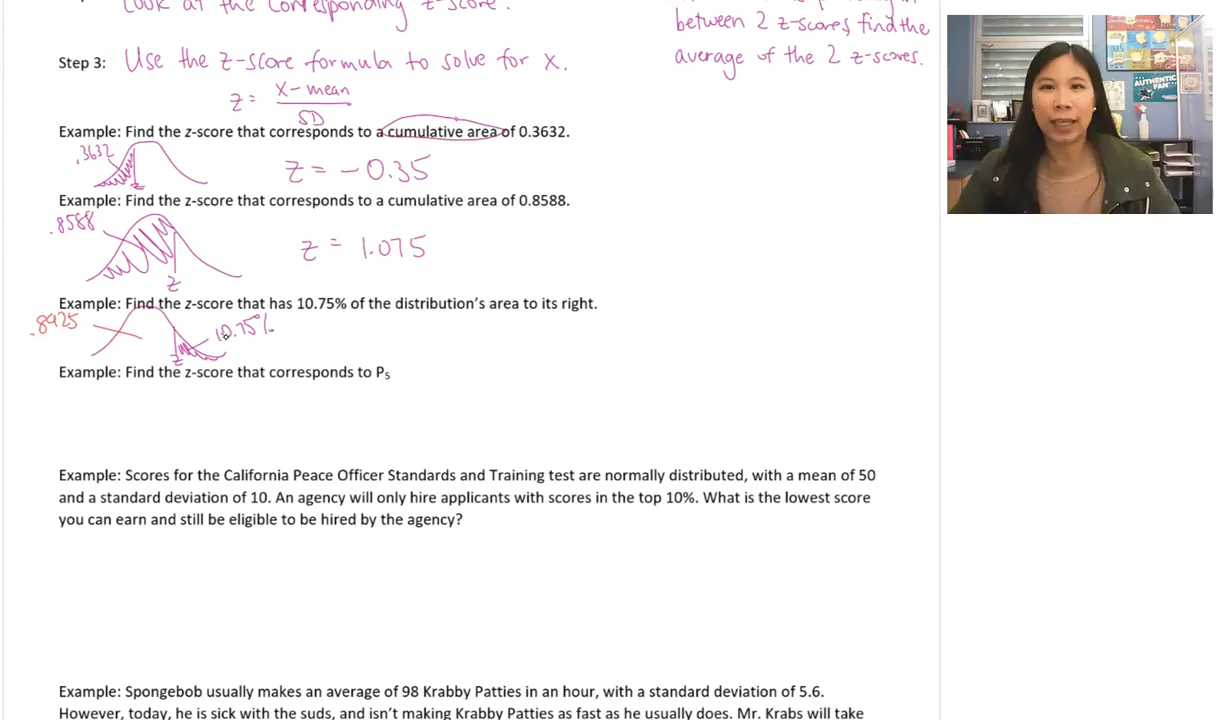 Look at the corresponding z-score.
between 2 z-scores, find the
average of the 2 z-scores.
Step 3: Use the z-score formula to solve for x.
z = x - mean
SD
Example: Find the z-score that corresponds to a cumulative area of 0.3632.
.3632
z
z = -0.35
Example: Find the z-score that corresponds to a cumulative area of 0.8588.
.8588
z
z = 1.075
Example: Find the z-score that has 10.75% of the distribution's area to its right.
.8925
10.75%
z
Example: Find the z-score that corresponds to P₅
Example: Scores for the California Peace Officer Standards and Training test are normally distributed, with a mean of 50
and a standard deviation of 10. An agency will only hire applicants with scores in the top 10%. What is the lowest score
you can earn and still be eligible to be hired by the agency?
Example: Spongebob usually makes an average of 98 Krabby Patties in an hour, with a standard deviation of 5.6.
However, today, he is sick with the suds, and isn't making Krabby Patties as fast as he usually does. Mr. Krabs will take
AUTHENTIC
FAN